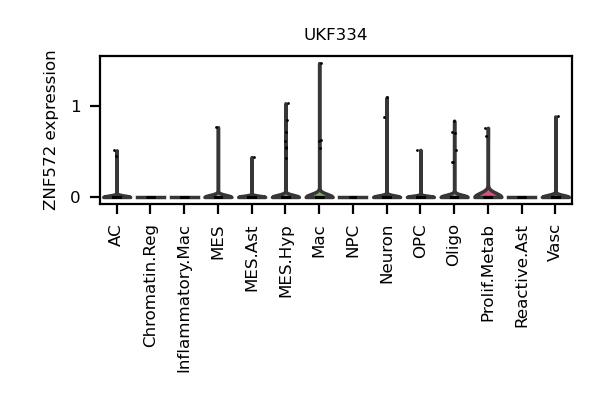 UKF334
ZNF572 expression
1
0
AC
Chromatin.Reg
Inflammatory.Mac
MES
MES.Ast
MES.Hyp
Mac
NPC
Neuron
OPC
Oligo
Prolif.Metab
Reactive.Ast
Vasc